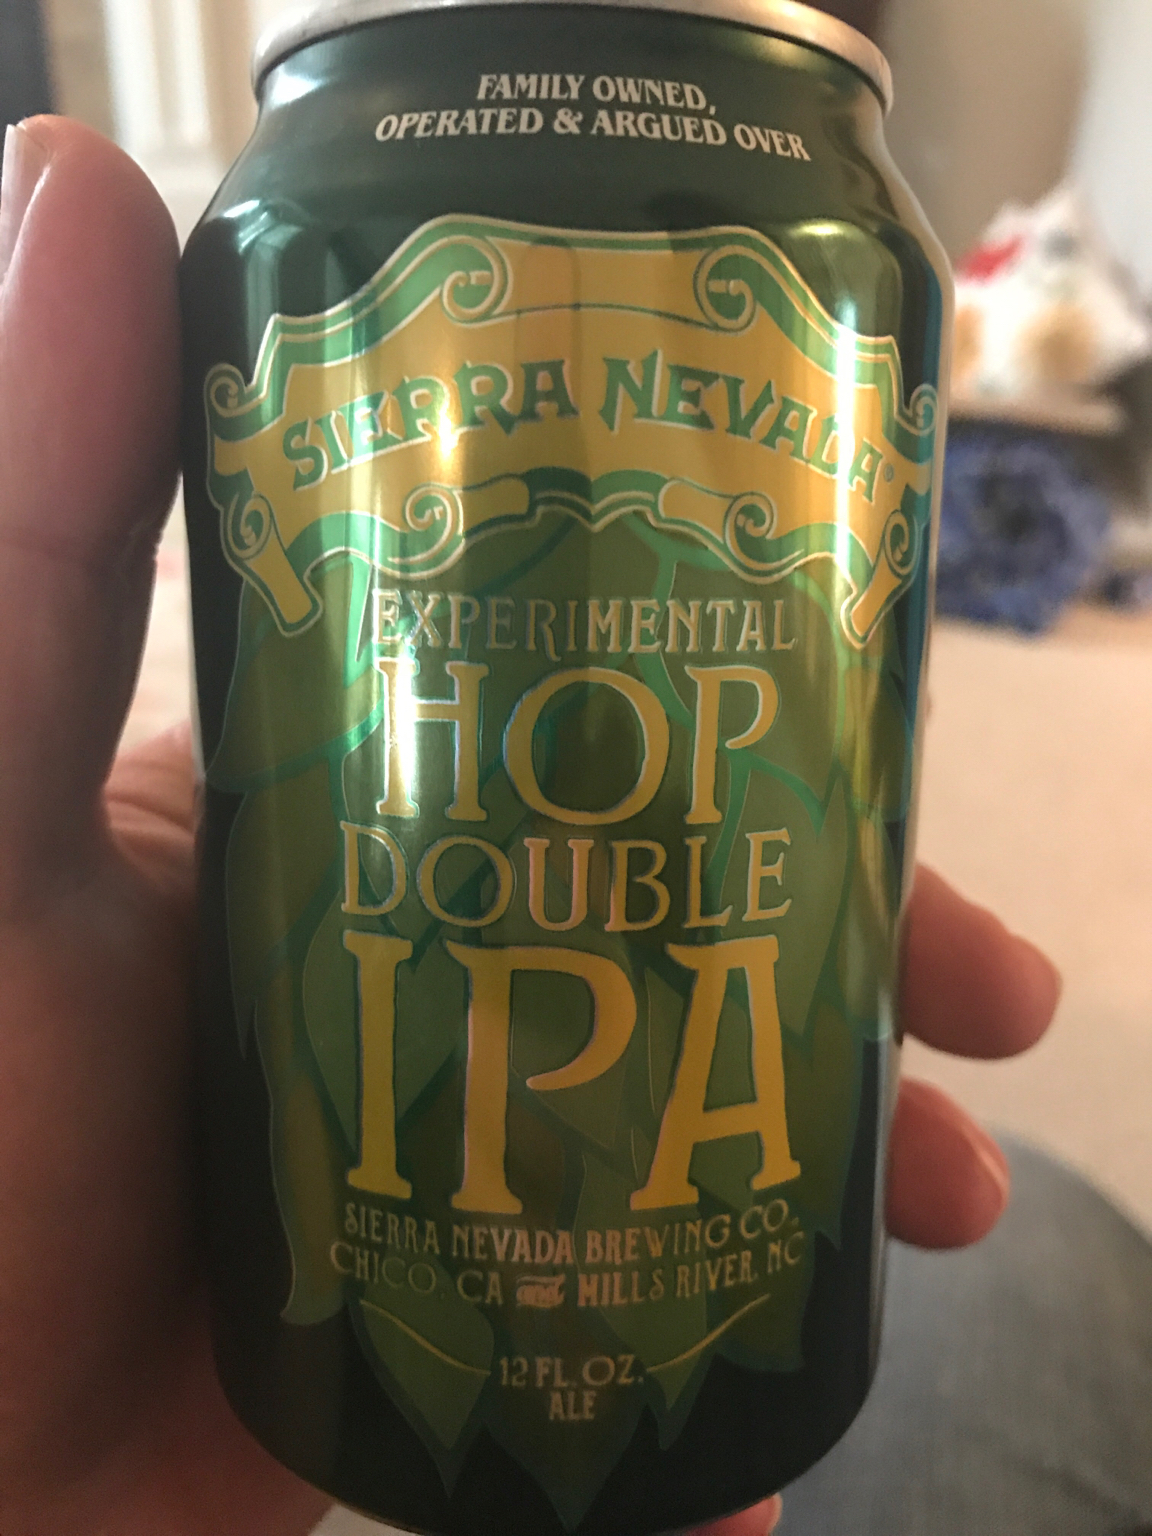 FAMILY OWNED,
OPERATED & ARGUED OVER
SIERRA NEVADA®
EXPERIMENTAL
HOP
DOUBLE
IPA
SIERRA NEVADA BREWING CO.
CHICO, CA and MILLS RIVER, NC
12 FL. OZ.
ALE